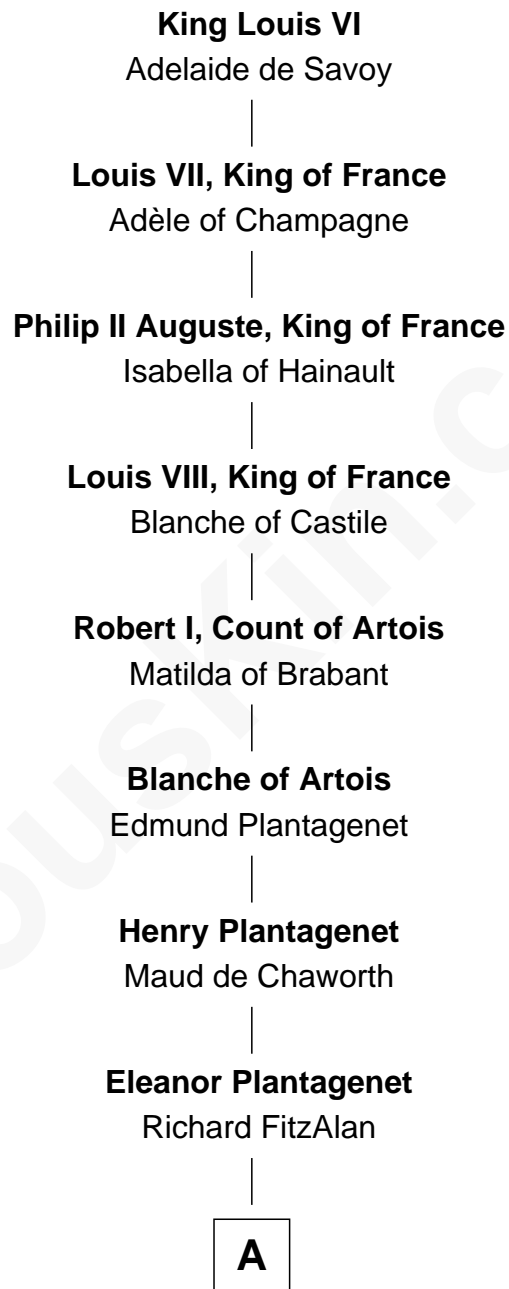 King Louis VI
Adelaide de Savoy
Louis VII, King of France
Adèle of Champagne
Philip II Auguste, King of France
Isabella of Hainault
Louis VIII, King of France
Blanche of Castile
Robert I, Count of Artois
Matilda of Brabant
Blanche of Artois
Edmund Plantagenet
Henry Plantagenet
Maud de Chaworth
Eleanor Plantagenet
Richard FitzAlan
A